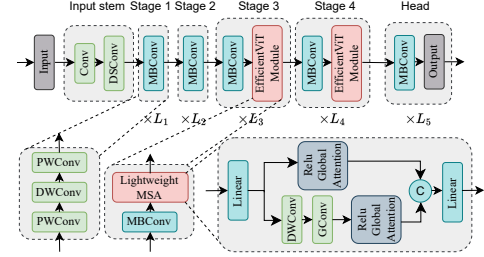 Input stem Stage 1 Stage 2 Stage 3 Stage 4 Head
Input
Conv
DSConv
MBConv
MBConv
MBConv
EfficientViT
Module
MBConv
EfficientViT
Module
MBConv
Output
×L1 ×L2 ×L3 ×L4 ×L5
PWConv
DWConv
PWConv
Lightweight
MSA
MBConv
Linear
Relu
Global
Attention
DWConv
GConv
Relu
Global
Attention
C
Linear